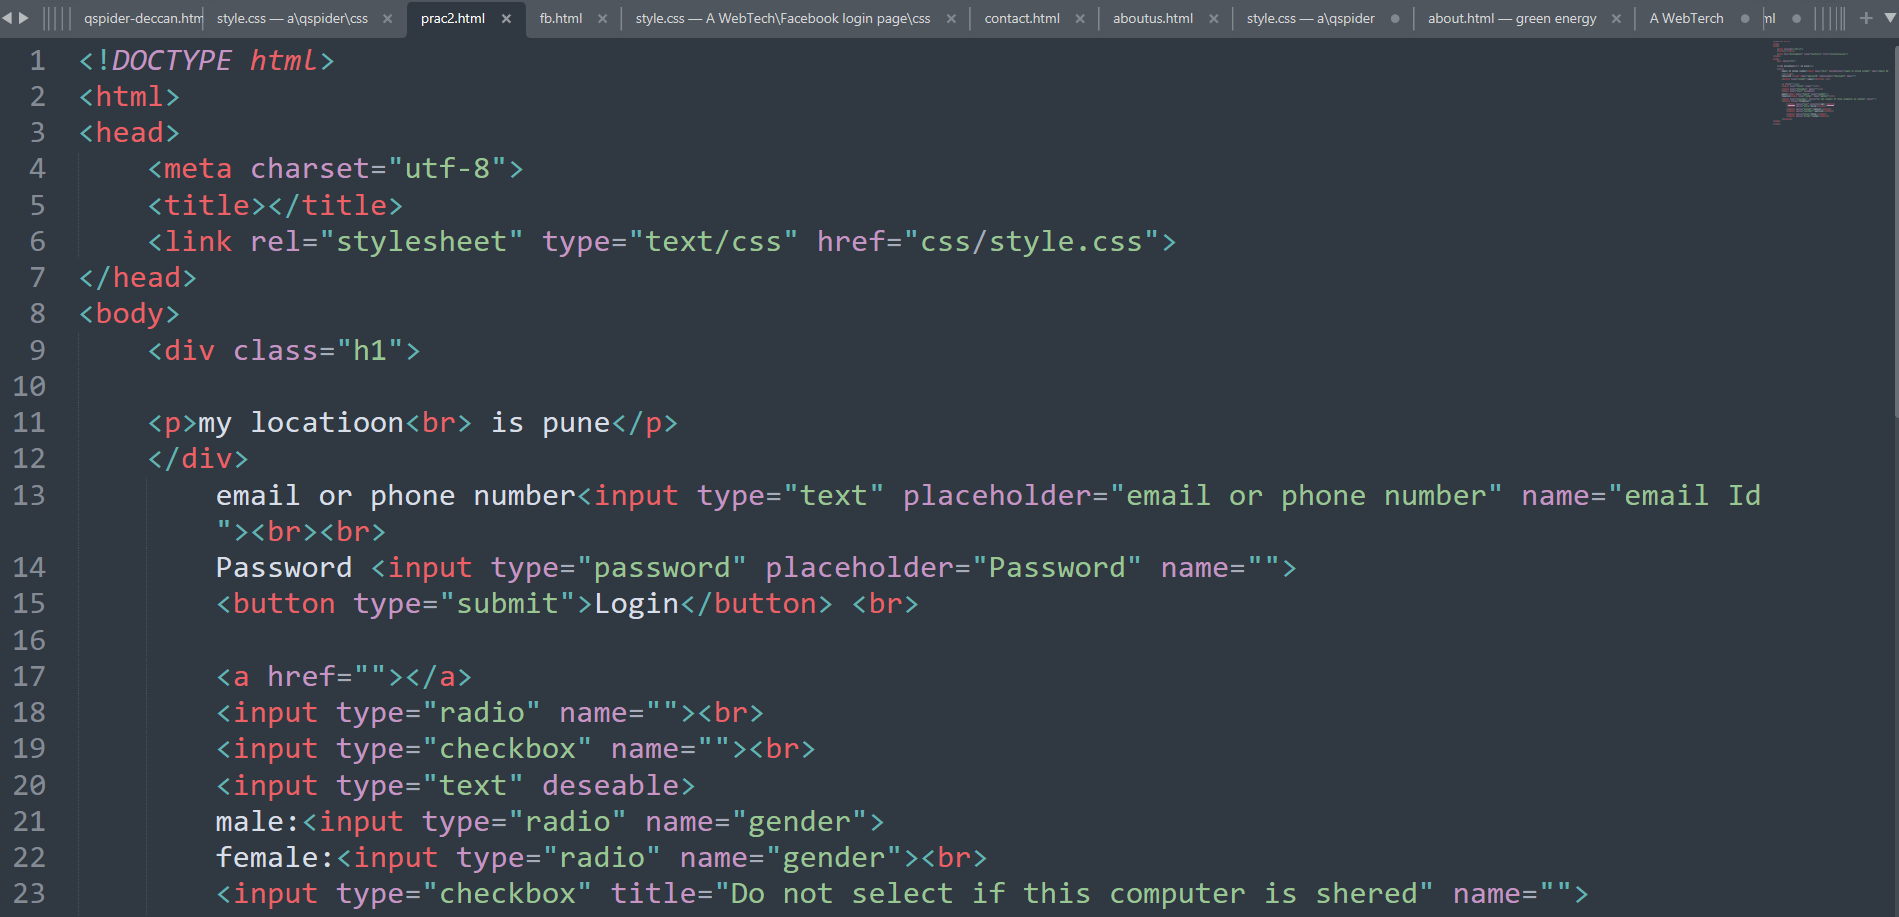 qspider-deccan.htm style.css — a\qspider\css prac2.html fb.html style.css — A WebTech\Facebook login page\css contact.html aboutus.html style.css — a\qspider about.html — green energy A WebTerch
1 <!DOCTYPE html>
2 <html>
3 <head>
4 <meta charset="utf-8">
5 <title></title>
6 <link rel="stylesheet" type="text/css" href="css/style.css">
7 </head>
8 <body>
9 <div class="h1">
10
11 <p>my locatioon<br> is pune</p>
12 </div>
13 email or phone number<input type="text" placeholder="email or phone number" name="email Id
"><br><br>
14 Password <input type="password" placeholder="Password" name="">
15 <button type="submit">Login</button> <br>
16
17 <a href=""></a>
18 <input type="radio" name=""><br>
19 <input type="checkbox" name=""><br>
20 <input type="text" deseable>
21 male:<input type="radio" name="gender">
22 female:<input type="radio" name="gender"><br>
23 <input type="checkbox" title="Do not select if this computer is shered" name="">